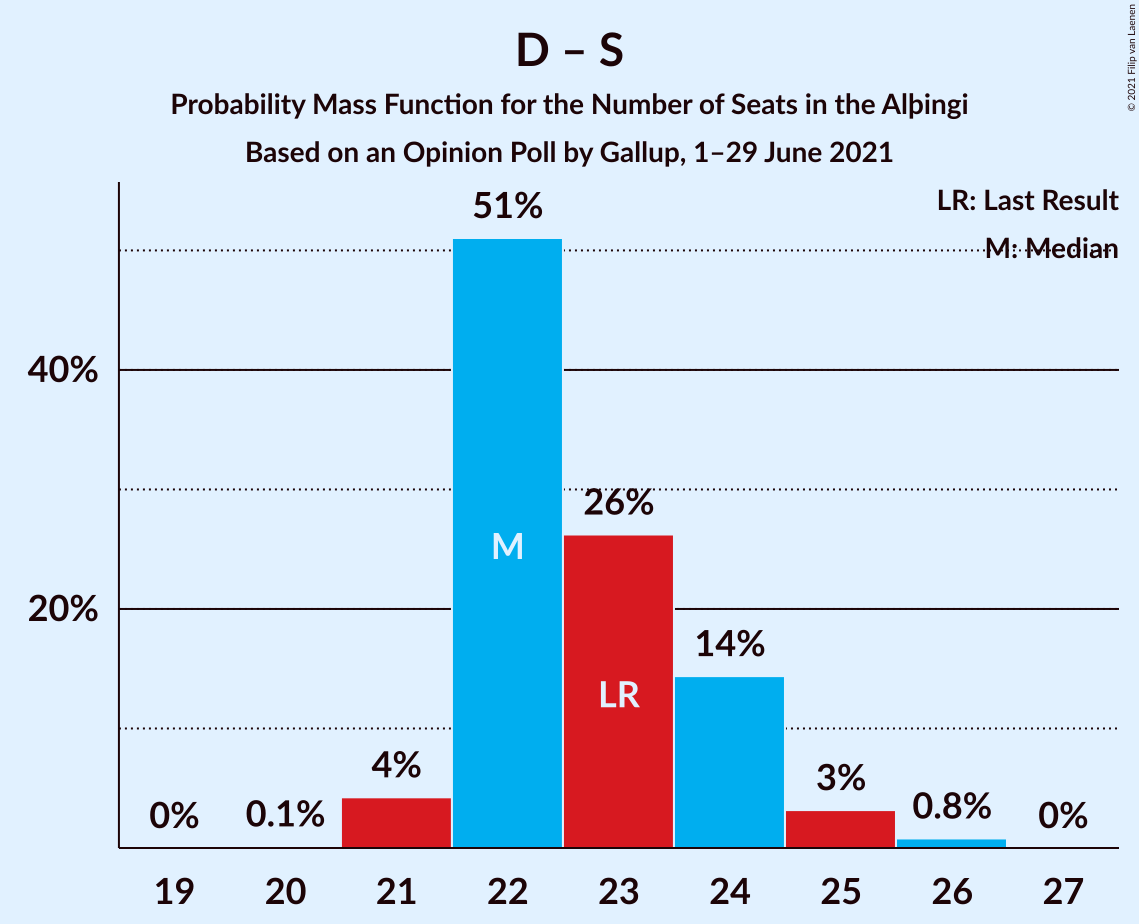 D – S
Probability Mass Function for the Number of Seats in the Alþingi
Based on an Opinion Poll by Gallup, 1–29 June 2021
© 2021 Filip van Laenen
LR: Last Result
M: Median
51%
40%
26%
M
20%
14%
LR
4%
3%
0%
0.1%
0.8%
0%
19 20 21 22 23 24 25 26 27